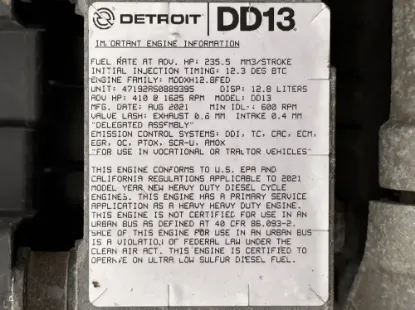 DETROIT DD13
IMPORTANT ENGINE INFORMATION
FUEL RATE AT ADV. HP: 235.5 MM3/STROKE
INITIAL INJECTION TIMING: 12.3 DEG BTC
ENGINE FAMILY: MDDXH12.8FED
UNIT: 471928S0889395 DISP: 12.8 LITERS
ADV HP: 410 @ 1625 RPM MODEL: DD13
MFG. DATE: AUG 2021 MIN IDL: 600 RPM
VALVE LASH: EXHAUST 0.6 MM INTAKE 0.4 MM
"DELEGATED ASSEMBLY"
EMISSION CONTROL SYSTEMS: DDI, TC, CAC, ECM,
EGR, OC, PTOX, SCR-U, AMOX
"FOR USE IN VOCATIONAL OR TRACTOR VEHICLES"
THIS ENGINE CONFORMS TO U.S. EPA AND
CALIFORNIA REGULATIONS APPLICABLE TO 2021
MODEL YEAR NEW HEAVY DUTY DIESEL CYCLE
ENGINES. THIS ENGINE HAS A PRIMARY SERVICE
APPLICATION AS A HEAVY HEAVY DUTY ENGINE.
THIS ENGINE IS NOT CERTIFIED FOR USE IN AN
URBAN BUS AS DEFINED AT 40 CFR 86.093-2.
SALE OF THIS ENGINE FOR USE IN AN URBAN BUS
IS A VIOLATION OF FEDERAL LAW UNDER THE
CLEAN AIR ACT. THIS ENGINE IS CERTIFIED TO
OPERATE ON ULTRA LOW SULFUR DIESEL FUEL.